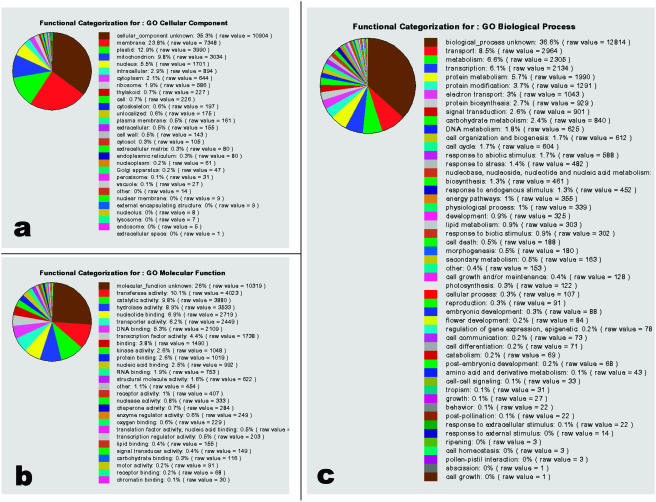 Functional Categorization for : GO Cellular Component
cellular_component unknown: 35.3% ( raw value = 10904 )
membrane: 23.8% ( raw value = 7348 )
plastid: 12.9% ( raw value = 3990 )
mitochondrion: 9.8% ( raw value = 3034 )
nucleus: 5.5% ( raw value = 1701 )
intracellular: 2.9% ( raw value = 894 )
cytoplasm: 2.1% ( raw value = 644 )
ribosome: 1.9% ( raw value = 586 )
thylakoid: 0.7% ( raw value = 227 )
cell: 0.7% ( raw value = 226 )
cytoskeleton: 0.6% ( raw value = 197 )
unlocalized: 0.6% ( raw value = 175 )
plasma membrane: 0.5% ( raw value = 161 )
extracellular: 0.5% ( raw value = 155 )
cell wall: 0.5% ( raw value = 143 )
cytosol: 0.3% ( raw value = 105 )
extracellular matrix: 0.3% ( raw value = 80 )
endoplasmic reticulum: 0.3% ( raw value = 80 )
nucleoplasm: 0.2% ( raw value = 61 )
Golgi apparatus: 0.2% ( raw value = 47 )
peroxisome: 0.1% ( raw value = 31 )
vacuole: 0.1% ( raw value = 27 )
other: 0% ( raw value = 14 )
nuclear membrane: 0% ( raw value = 9 )
external encapsulating structure: 0% ( raw value = 9 )
nucleolus: 0% ( raw value = 8 )
lysosome: 0% ( raw value = 7 )
endosome: 0% ( raw value = 5 )
extracellular space: 0% ( raw value = 1 )
a
Functional Categorization for : GO Molecular Function
molecular_function unknown: 26% ( raw value = 10319 )
transferase activity: 10.1% ( raw value = 4023 )
catalytic activity: 9.8% ( raw value = 3880 )
hydrolase activity: 8.9% ( raw value = 3533 )
nucleotide binding: 6.9% ( raw value = 2719 )
transporter activity: 6.2% ( raw value = 2449 )
DNA binding: 5.3% ( raw value = 2109 )
transcription factor activity: 4.4% ( raw value = 1738 )
binding: 3.8% ( raw value = 1490 )
kinase activity: 2.6% ( raw value = 1048 )
protein binding: 2.6% ( raw value = 1019 )
nucleic acid binding: 2.5% ( raw value = 992 )
RNA binding: 1.9% ( raw value = 753 )
structural molecule activity: 1.6% ( raw value = 622 )
other: 1.1% ( raw value = 454 )
receptor activity: 1% ( raw value = 407 )
nuclease activity: 0.8% ( raw value = 333 )
chaperone activity: 0.7% ( raw value = 284 )
enzyme regulator activity: 0.6% ( raw value = 249 )
oxygen binding: 0.6% ( raw value = 229 )
translation factor activity, nucleic acid binding: 0.5% ( raw value =
transcription regulator activity: 0.5% ( raw value = 203 )
lipid binding: 0.4% ( raw value = 155 )
signal transducer activity: 0.4% ( raw value = 149 )
carbohydrate binding: 0.3% ( raw value = 116 )
motor activity: 0.2% ( raw value = 91 )
receptor binding: 0.2% ( raw value = 68 )
chromatin binding: 0.1% ( raw value = 30 )
b
Functional Categorization for : GO Biological Process
biological_process unknown: 36.6% ( raw value = 12814 )
transport: 8.5% ( raw value = 2964 )
metabolism: 6.6% ( raw value = 2305 )
transcription: 6.1% ( raw value = 2134 )
protein metabolism: 5.7% ( raw value = 1990 )
protein modification: 3.7% ( raw value = 1291 )
electron transport: 3% ( raw value = 1043 )
protein biosynthesis: 2.7% ( raw value = 929 )
signal transduction: 2.6% ( raw value = 901 )
carbohydrate metabolism: 2.4% ( raw value = 840 )
DNA metabolism: 1.8% ( raw value = 625 )
cell organization and biogenesis: 1.7% ( raw value = 612 )
cell cycle: 1.7% ( raw value = 604 )
response to abiotic stimulus: 1.7% ( raw value = 588 )
response to stress: 1.4% ( raw value = 482 )
nucleobase, nucleoside, nucleotide and nucleic acid metabolism:
biosynthesis: 1.3% ( raw value = 461 )
response to endogenous stimulus: 1.3% ( raw value = 452 )
energy pathways: 1% ( raw value = 355 )
physiological process: 1% ( raw value = 339 )
development: 0.9% ( raw value = 325 )
lipid metabolism: 0.9% ( raw value = 303 )
response to biotic stimulus: 0.9% ( raw value = 302 )
cell death: 0.5% ( raw value = 188 )
morphogenesis: 0.5% ( raw value = 180 )
secondary metabolism: 0.5% ( raw value = 163 )
other: 0.4% ( raw value = 153 )
cell growth and/or maintenance: 0.4% ( raw value = 128 )
photosynthesis: 0.3% ( raw value = 122 )
cellular process: 0.3% ( raw value = 107 )
reproduction: 0.3% ( raw value = 91 )
embryonic development: 0.3% ( raw value = 88 )
flower development: 0.2% ( raw value = 84 )
regulation of gene expression, epigenetic: 0.2% ( raw value = 78
cell communication: 0.2% ( raw value = 73 )
cell differentiation: 0.2% ( raw value = 71 )
catabolism: 0.2% ( raw value = 69 )
post-embryonic development: 0.2% ( raw value = 68 )
amino acid and derivative metabolism: 0.1% ( raw value = 43 )
cell-cell signaling: 0.1% ( raw value = 33 )
tropism: 0.1% ( raw value = 31 )
growth: 0.1% ( raw value = 27 )
behavior: 0.1% ( raw value = 22 )
post-pollination: 0.1% ( raw value = 22 )
response to extracellular stimulus: 0.1% ( raw value = 22 )
response to external stimulus: 0% ( raw value = 14 )
ripening: 0% ( raw value = 3 )
cell homeostasis: 0% ( raw value = 3 )
pollen-pistil interaction: 0% ( raw value = 3 )
abscission: 0% ( raw value = 1 )
cell growth: 0% ( raw value = 1 )
c